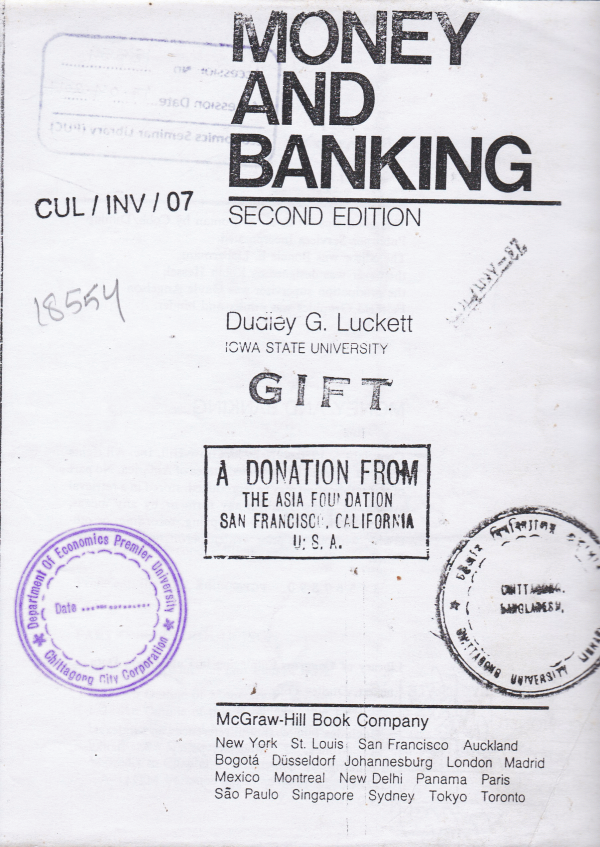 MONEY
AND
BANKING
SECOND EDITION
CUL / INV / 07
18554
Dudley G. Luckett
IOWA STATE UNIVERSITY
GIFT
A DONATION FROM
THE ASIA FOUNDATION
SAN FRANCISCO, CALIFORNIA
U. S. A.
Department Of Economics Premier University
Date
Chittagong City Corporation
CHITTAGONG.
BANGLADESH.
CHITTAGONG UNIVERSITY
McGraw-Hill Book Company
New York St. Louis San Francisco Auckland
Bogotá Düsseldorf Johannesburg London Madrid
Mexico Montreal New Delhi Panama Paris
São Paulo Singapore Sydney Tokyo Toronto